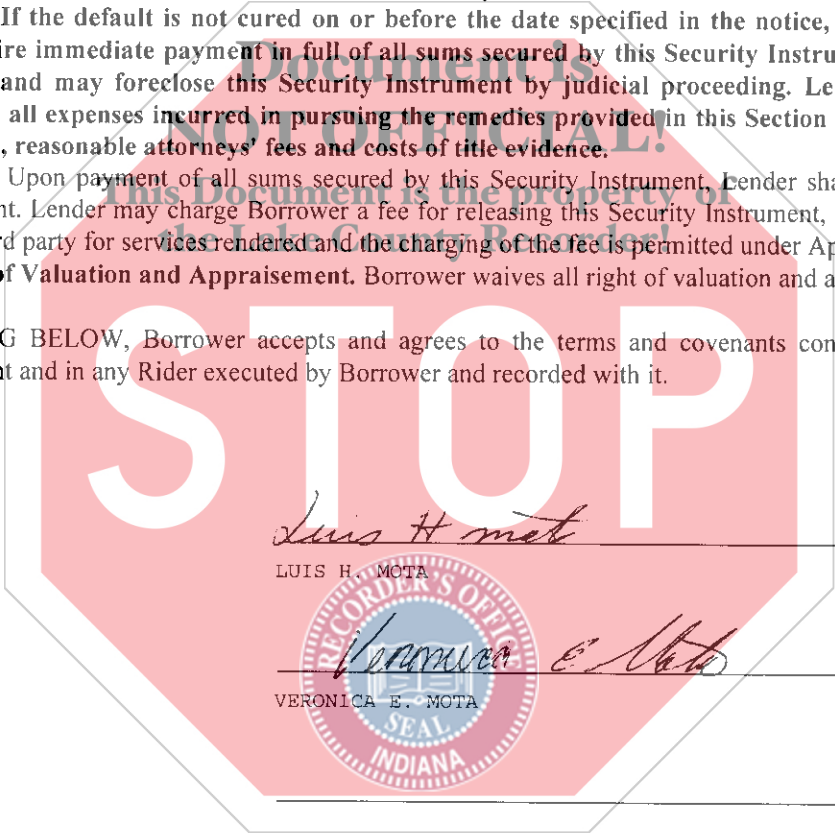 If the default is not cured on or before the date specified in the notice,
ire immediate payment in full of all sums secured by this Security Instru
and may foreclose this Security Instrument by judicial proceeding. Le
all expenses incurred in pursuing the remedies provided in this Section
, reasonable attorneys' fees and costs of title evidence.
Upon payment of all sums secured by this Security Instrument, Lender sha
nt. Lender may charge Borrower a fee for releasing this Security Instrument,
rd party for services rendered and the charging of the fee is permitted under Ap
of Valuation and Appraisement. Borrower waives all right of valuation and a
G BELOW, Borrower accepts and agrees to the terms and covenants con
nt and in any Rider executed by Borrower and recorded with it.
Document is
NOT OFFICIAL!
This Document is the property of
the Lake County Recorder!
STOP
Luis H Mota
LUIS H. MOTA
Veronica E Mota
VERONICA E. MOTA
RECORDER'S OFFICE
SEAL
INDIANA